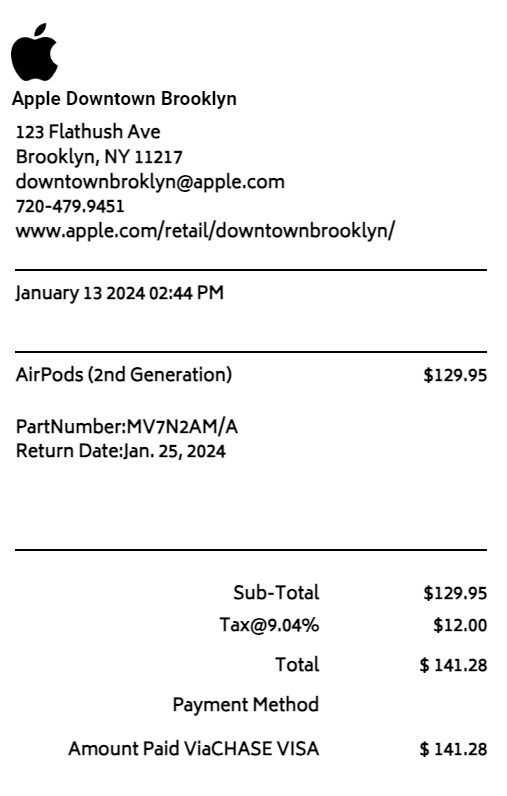 Apple Downtown Brooklyn
123 Flathush Ave
Brooklyn, NY 11217
downtownbroklyn@apple.com
720-479.9451
www.apple.com/retail/downtownbrooklyn/
January 13 2024 02:44 PM
AirPods (2nd Generation) $129.95
PartNumber:MV7N2AM/A
Return Date:Jan. 25, 2024
Sub-Total $129.95
Tax@9.04% $12.00
Total $ 141.28
Payment Method
Amount Paid ViaCHASE VISA $ 141.28